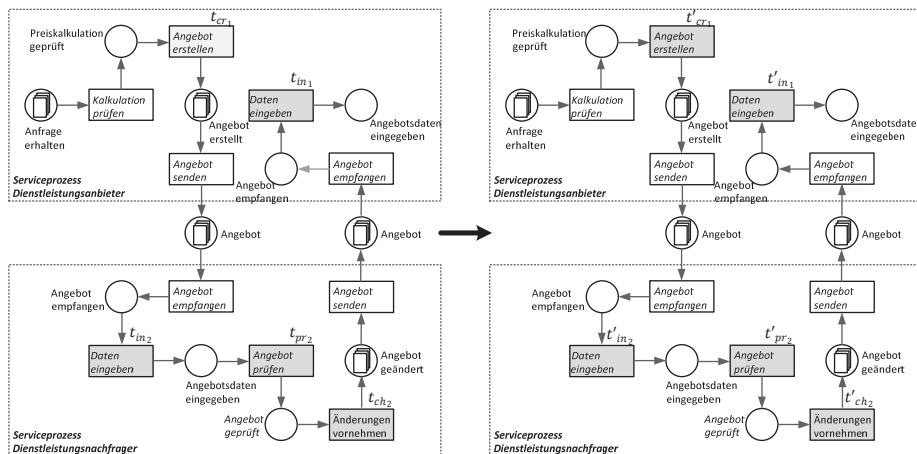 t_cr₁
Preiskalkulation
geprüft
Angebot
erstellen
t_in₁
Kalkulation
prüfen
Daten
eingeben
Anfrage
erhalten
Angebot
erstellt
Angebotsdaten
eingegeben
Angebot
senden
Angebot
empfangen
Angebot
empfangen
Serviceprozess
Dienstleistungsanbieter
Angebot
Angebot
Angebot
empfangen
Angebot
empfangen
Angebot
senden
t_in₂
t_pr₂
Daten
eingeben
Angebot
prüfen
Angebot
geändert
Angebotsdaten
eingegeben
t_ch₂
Angebot
geprüft
Änderungen
vornehmen
Serviceprozess
Dienstleistungsnachfrager
t'_cr₁
Preiskalkulation
geprüft
Angebot
erstellen
t'_in₁
Kalkulation
prüfen
Daten
eingeben
Anfrage
erhalten
Angebot
erstellt
Angebotsdaten
eingegeben
Angebot
senden
Angebot
empfangen
Angebot
empfangen
Serviceprozess
Dienstleistungsanbieter
Angebot
Angebot
Angebot
empfangen
Angebot
empfangen
Angebot
senden
t'_in₂
t'_pr₂
Daten
eingeben
Angebot
prüfen
Angebot
geändert
Angebotsdaten
eingegeben
t'_ch₂
Angebot
geprüft
Änderungen
vornehmen
Serviceprozess
Dienstleistungsnachfrager